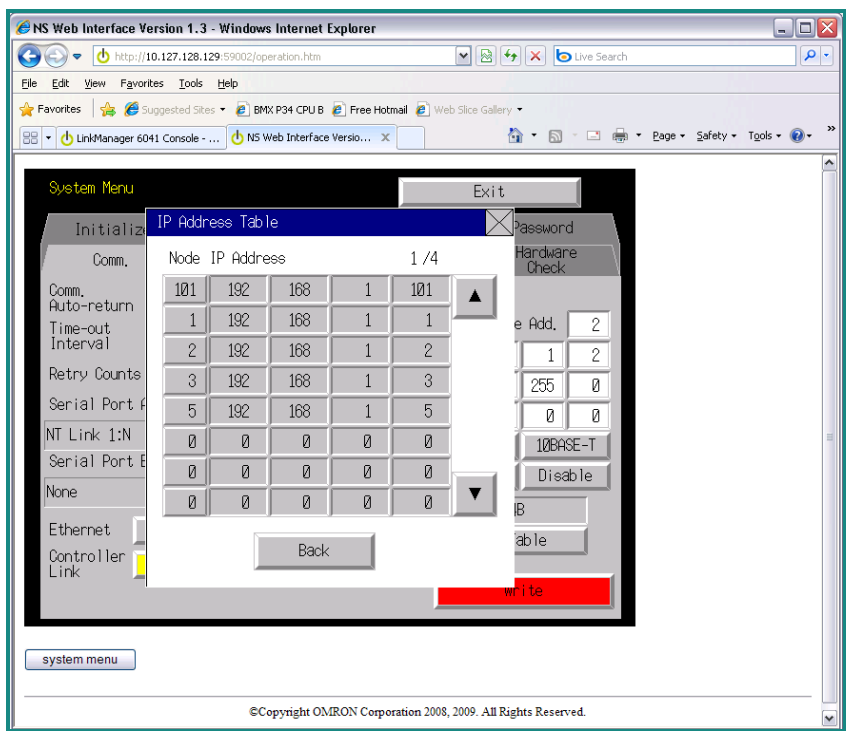 NS Web Interface Version 1.3 - Windows Internet Explorer
http://10.127.128.129:59002/operation.htm
Live Search
File Edit View Favorites Tools Help
Favorites Suggested Sites BMX P34 CPU B Free Hotmail Web Slice Gallery
LinkManager 6041 Console - ... NS Web Interface Versio... X Page Safety Tools »
System Menu Exit
Initialize Password
Comm. Hardware Check
IP Address Table
Node IP Address 1 /4
101 192 168 1 101
1 192 168 1 1
2 192 168 1 2
3 192 168 1 3
5 192 168 1 5
0 0 0 0 0
0 0 0 0 0
0 0 0 0 0
Back
Comm.
Auto-return
Time-out
Interval
Retry Counts
Serial Port A
NT Link 1:N
Serial Port B
None
Ethernet
Controller
Link
e Add. 2
1 2
255 0
0 0
10BASE-T
Disable
able
Write
system menu
©Copyright OMRON Corporation 2008, 2009. All Rights Reserved.